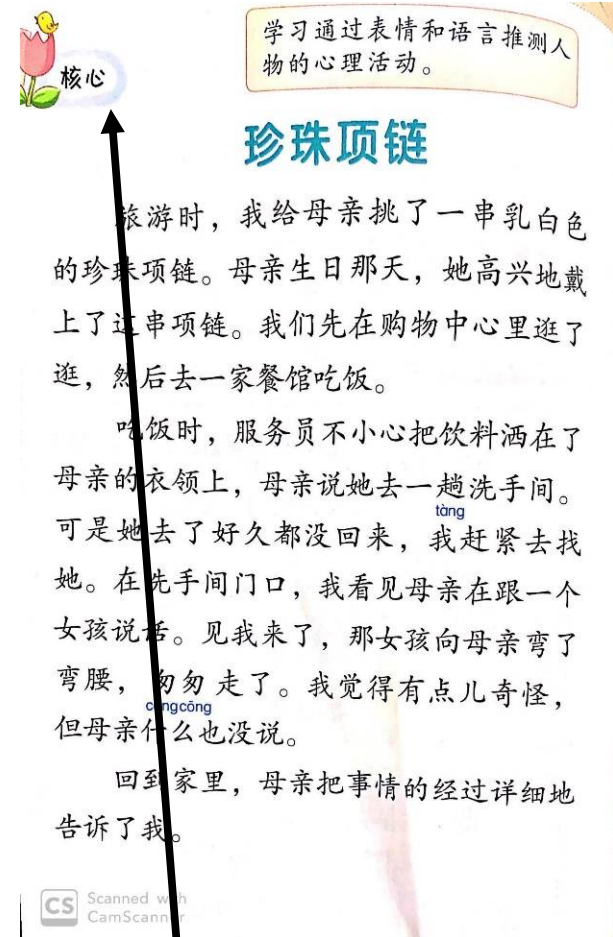 学习通过表情和语言推测人
物的心理活动。
核心
珍珠项链
旅游时，我给母亲挑了一串乳白色
的珍珠项链。母亲生日那天，她高兴地戴
上了这串项链。我们先在购物中心里逛了
逛，然后去一家餐馆吃饭。
吃饭时，服务员不小心把饮料洒在了
母亲的衣领上，母亲说她去一趟洗手间。
tàng
可是她去了好久都没回来，我赶紧去找
她。在洗手间门口，我看见母亲在跟一个
女孩说话。见我来了，那女孩向母亲弯了
弯腰，匆匆走了。我觉得有点儿奇怪，
cōngcōng
但母亲什么也没说。
回到家里，母亲把事情的经过详细地
告诉了我。
CS Scanned with
CamScanner